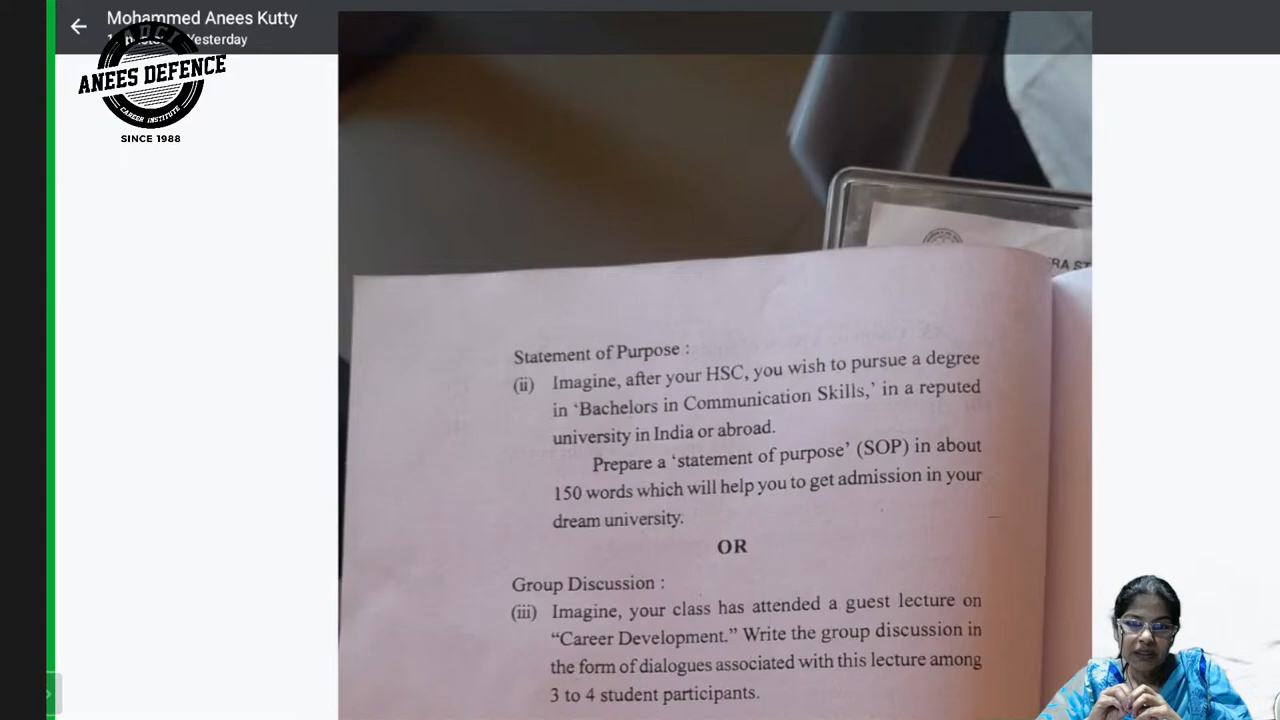 Mohammed Anees Kutty
Yesterday
ADCI
ANEES DEFENCE
CAREER INSTITUTE
SINCE 1988
RA ST
Statement of Purpose :
(ii) Imagine, after your HSC, you wish to pursue a degree
in ‘Bachelors in Communication Skills,’ in a reputed
university in India or abroad.
Prepare a ‘statement of purpose’ (SOP) in about
150 words which will help you to get admission in your
dream university.
OR
Group Discussion :
(iii) Imagine, your class has attended a guest lecture on
“Career Development.” Write the group discussion in
the form of dialogues associated with this lecture among
3 to 4 student participants.